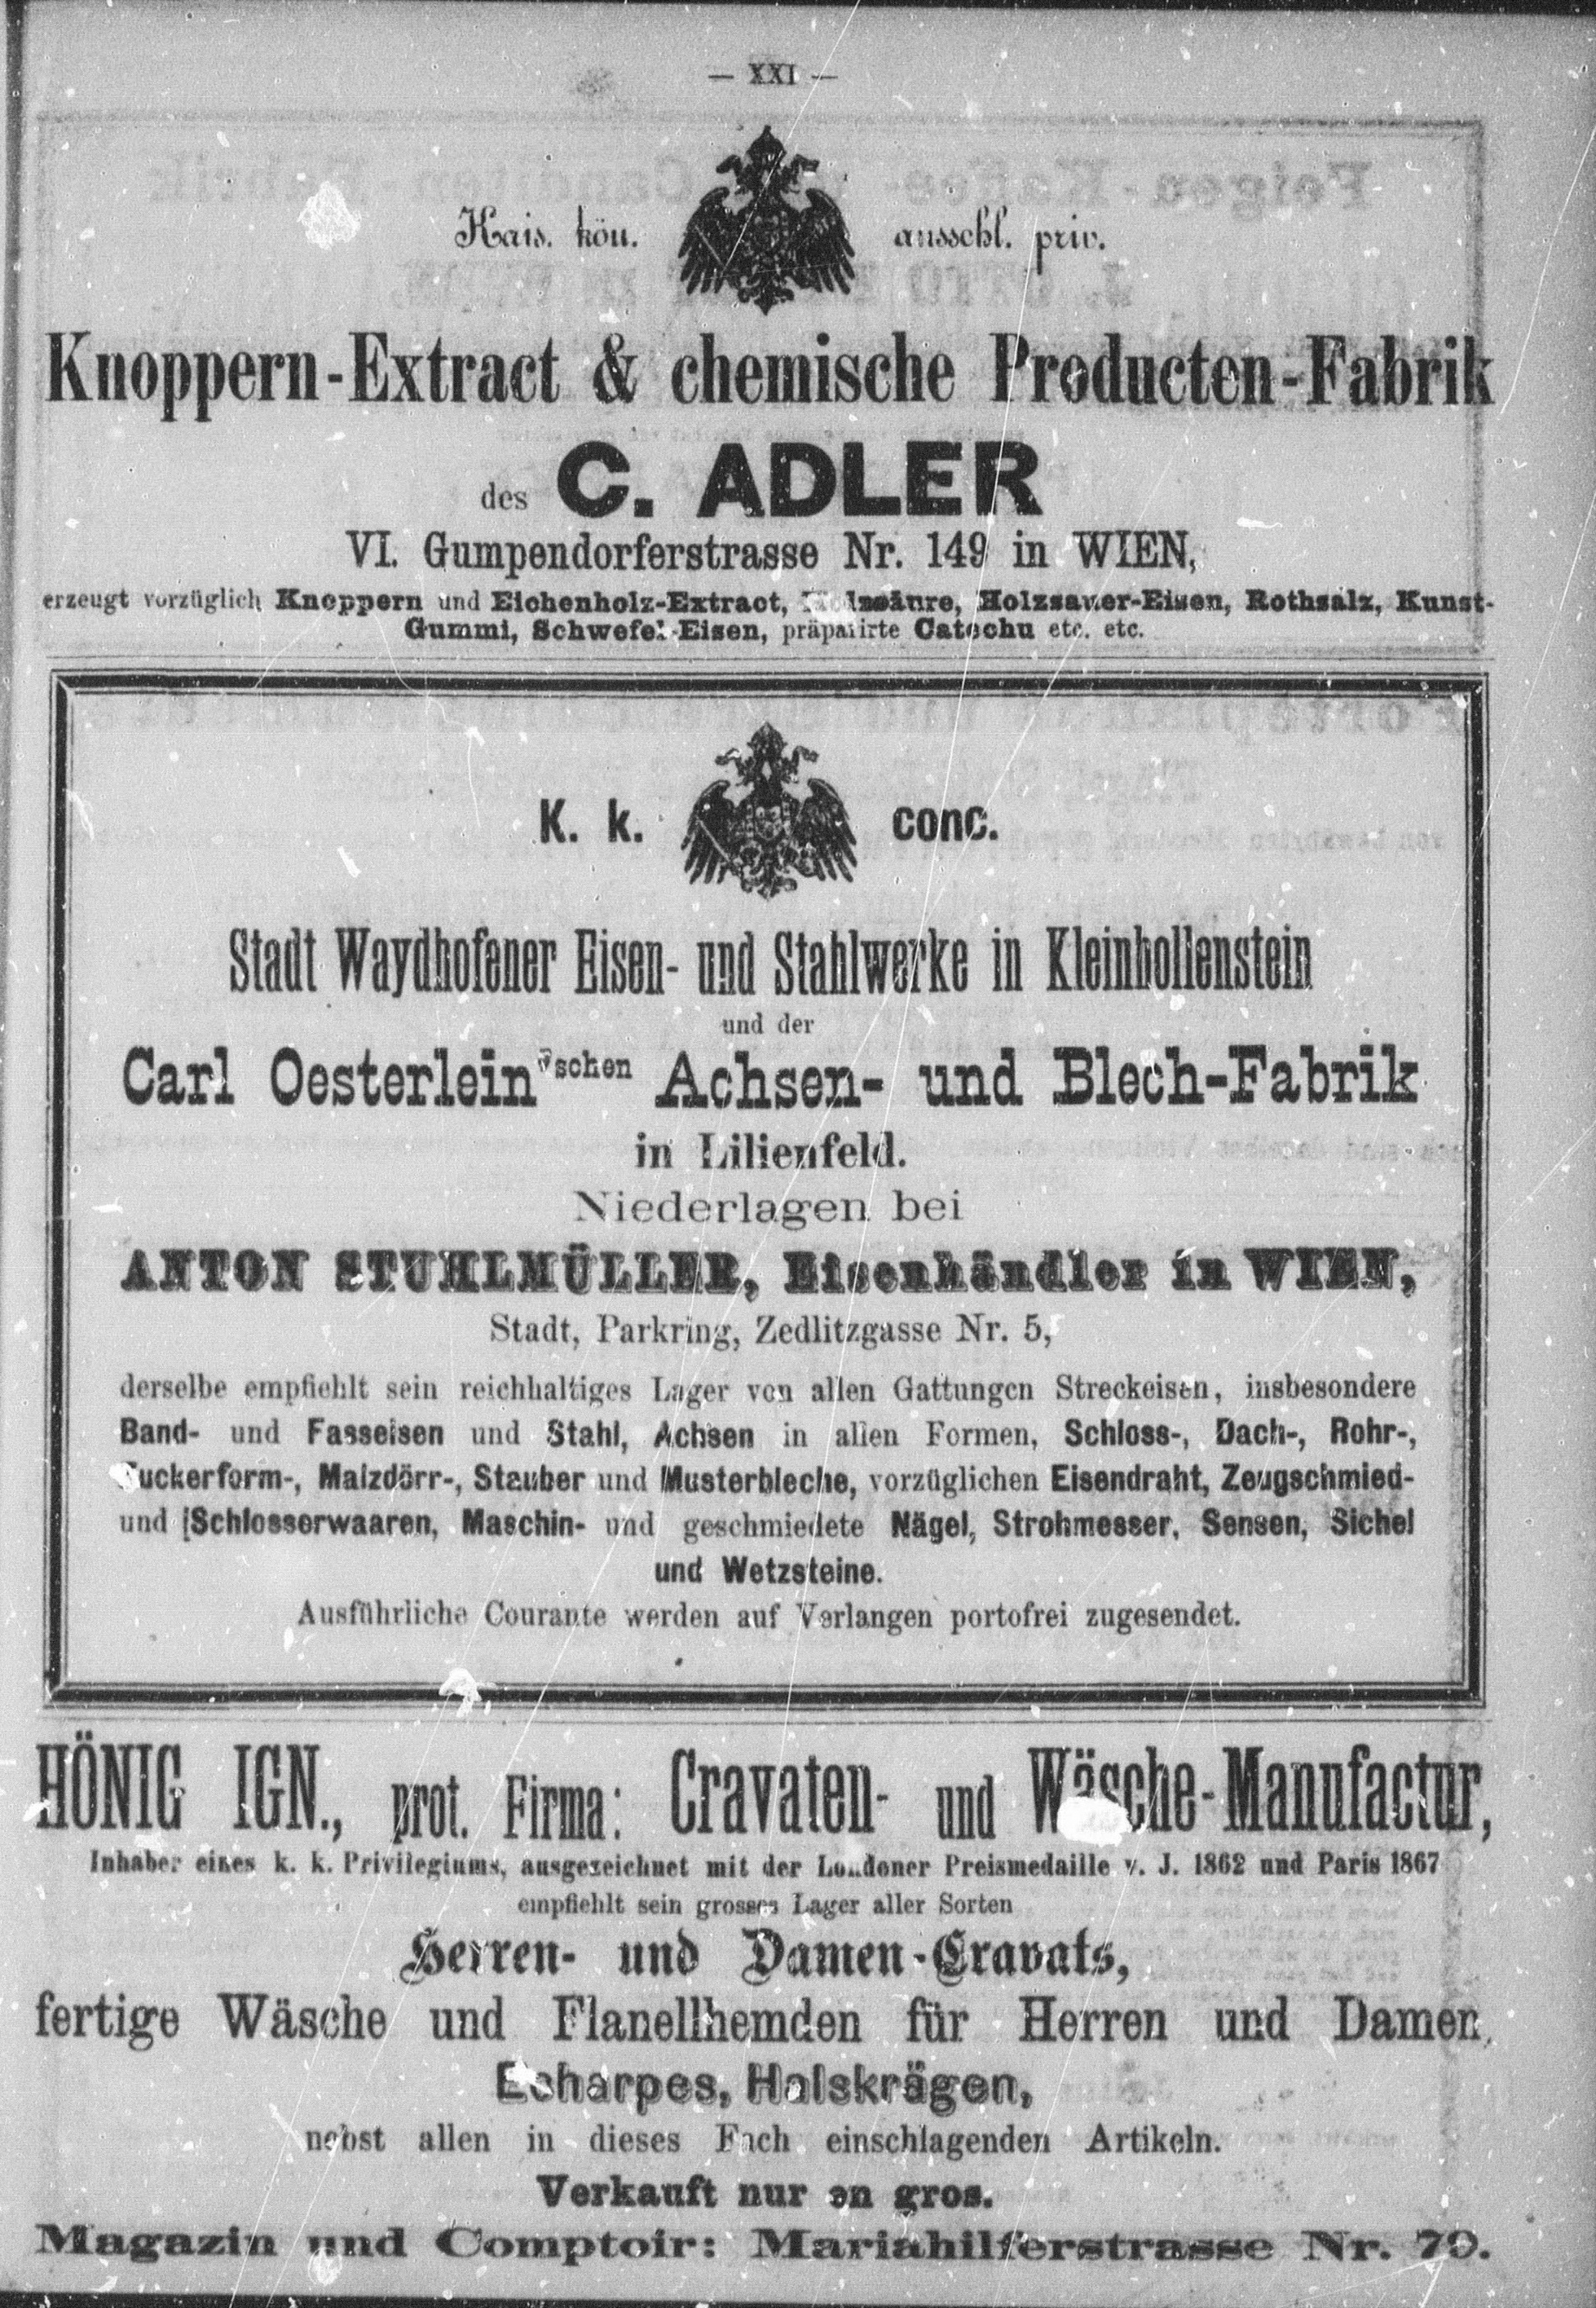 — XXI —
Kais. kön. ausschl. priv.
Knoppern-Extract & chemische Producten-Fabrik
des C. ADLER
VI. Gumpendorferstrasse Nr. 149 in WIEN,
erzeugt vorzüglich Knoppern und Eichenholz-Extract, Holzsäure, Holzsauer-Eisen, Rothsalz, Kunst-
Gummi, Schwefel-Eisen, präparirte Catechu etc. etc.
K. k. conc.
Stadt Waydhofener Eisen- und Stahlwerke in Kleinhollenstein
und der
Carl Oesterlein'schen Achsen- und Blech-Fabrik
in Lilienfeld.
Niederlagen bei
ANTON STUHLMÜLLER, Eisenhändler in WIEN,
Stadt, Parkring, Zedlitzgasse Nr. 5,
derselbe empfiehlt sein reichhaltiges Lager von allen Gattungen Streckeisen, insbesondere
Band- und Fasseisen und Stahl, Achsen in allen Formen, Schloss-, Dach-, Rohr-,
Zuckerform-, Malzdörr-, Stauber und Musterbleche, vorzüglichen Eisendraht, Zeugschmied-
und Schlosserwaaren, Maschin- und geschmiedete Nägel, Strohmesser, Sensen, Sichel
und Wetzsteine.
Ausführliche Courante werden auf Verlangen portofrei zugesendet.
HÖNIG IGN., prot. Firma: Cravaten- und Wäsche-Manufactur,
Inhaber eines k. k. Privilegiums, ausgezeichnet mit der Londoner Preismedaille v. J. 1862 und Paris 1867
empfiehlt sein grosses Lager aller Sorten
Herren- und Damen-Cravats,
fertige Wäsche und Flanellhemden für Herren und Damen,
Echarpes, Halskrägen,
nebst allen in dieses Fach einschlagenden Artikeln.
Verkauft nur en gros.
Magazin und Comptoir: Mariahilferstrasse Nr. 79.